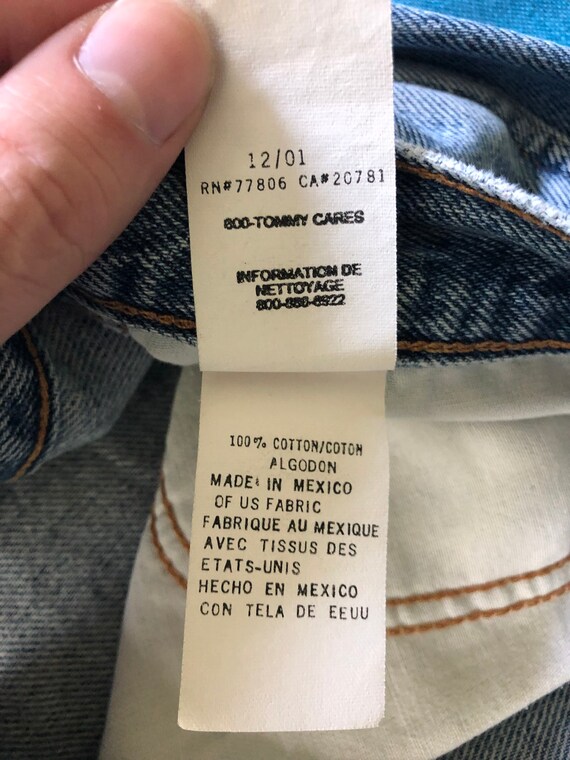 12/01
RN#77806 CA#20781
800-TOMMY CARES
INFORMATION DE
NETTOYAGE
800-888-8922
100% COTTON/COTON
ALGODON
MADE IN MEXICO
OF US FABRIC
FABRIQUE AU MEXIQUE
AVEC TISSUS DES
ETATS-UNIS
HECHO EN MEXICO
CON TELA DE EEUU